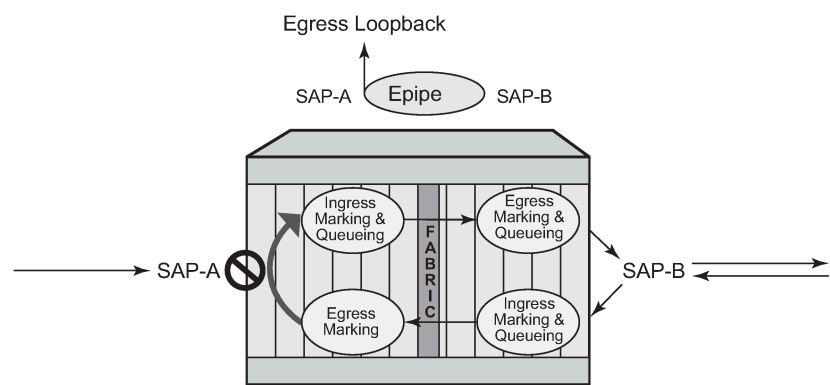 Egress Loopback
SAP-A
Epipe
SAP-B
Ingress
Marking &
Queueing
Egress
Marking &
Queueing
FABRIC
SAP-A
SAP-B
Egress
Marking
Ingress
Marking &
Queueing